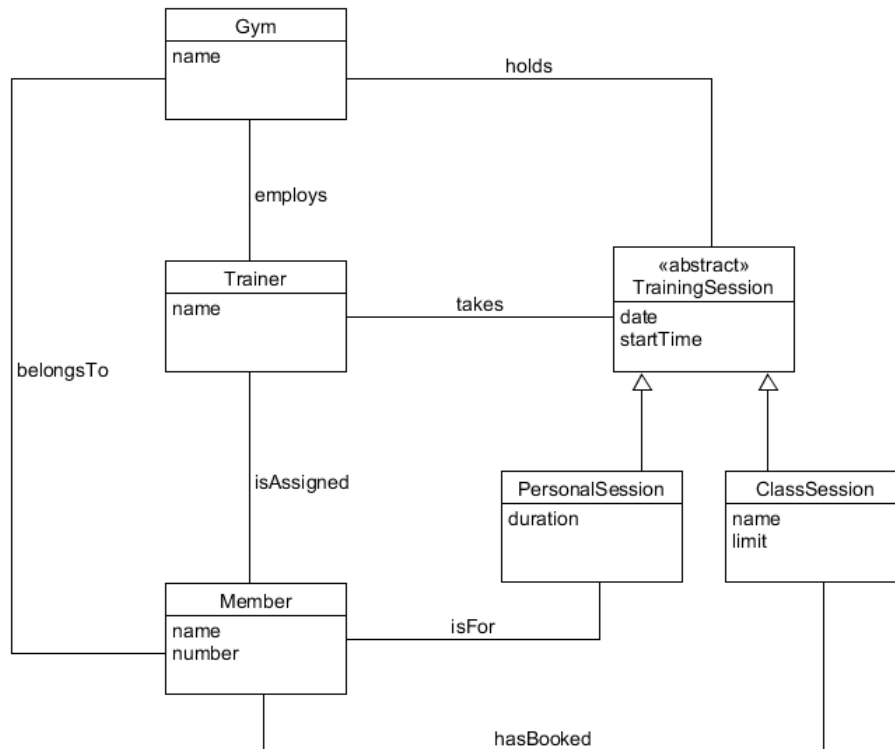 Gym
name
holds
employs
«abstract»
TrainingSession
date
startTime
Trainer
name
takes
belongsTo
isAssigned
PersonalSession
duration
ClassSession
name
limit
Member
name
number
isFor
hasBooked